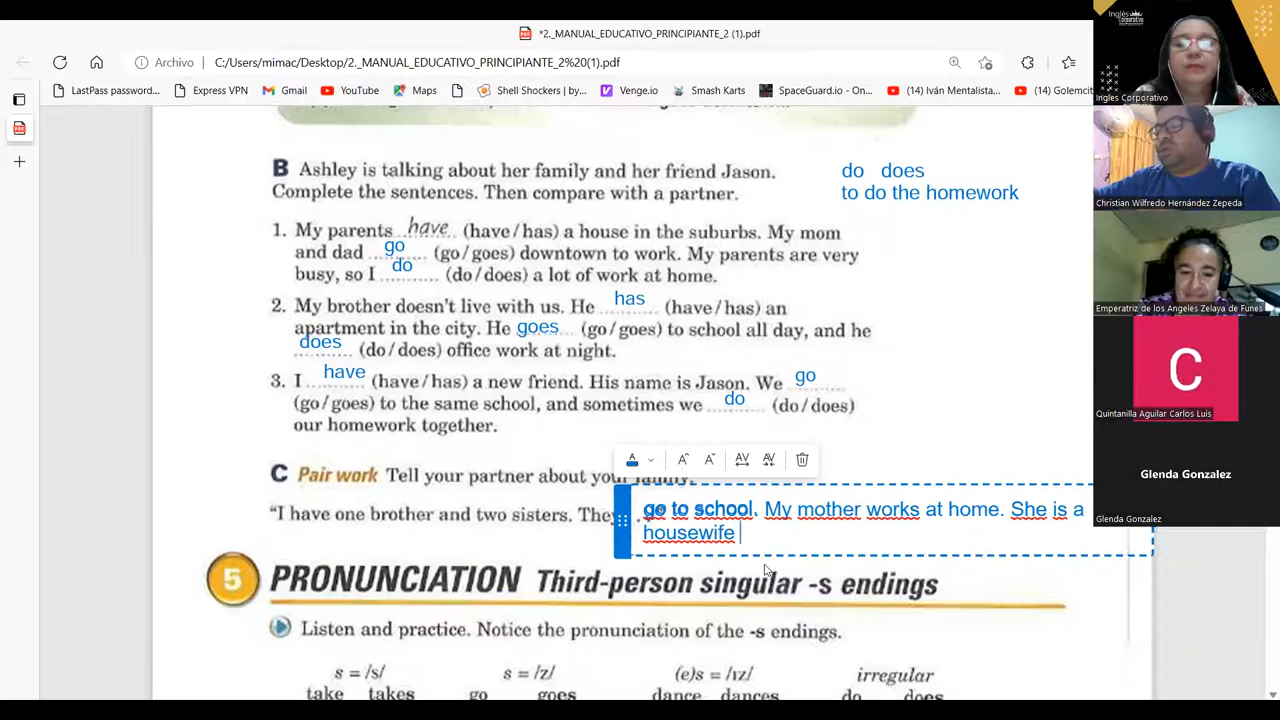 *2._MANUAL_EDUCATIVO_PRINCIPIANTE_2 (1).pdf
Archivo
C:/Users/mimac/Desktop/2._MANUAL_EDUCATIVO_PRINCIPIANTE_2%20(1).pdf
LastPass password...
Express VPN
Gmail
YouTube
Maps
Shell Shockers | by...
Venge.io
Smash Karts
SpaceGuard.io - On...
(14) Iván Mentalista...
(14) Golemcit
B Ashley is talking about her family and her friend Jason.
Complete the sentences. Then compare with a partner.
do does
to do the homework
1. My parents have (have/has) a house in the suburbs. My mom
and dad go (go/goes) downtown to work. My parents are very
busy, so I do (do/does) a lot of work at home.
2. My brother doesn't live with us. He has (have/has) an
apartment in the city. He goes (go/goes) to school all day, and he
does (do/does) office work at night.
3. I have (have/has) a new friend. His name is Jason. We go
(go/goes) to the same school, and sometimes we do (do/does)
our homework together.
C Pair work Tell your partner about your family.
"I have one brother and two sisters. They
go to school. My mother works at home. She is a
housewife
5 PRONUNCIATION Third-person singular -s endings
Listen and practice. Notice the pronunciation of the -s endings.
s = /s/ s = /z/ (e)s = /ɪz/ irregular
take takes go goes dance dances do does
Inglés
Corporativo
Ingles Corporativo
Christian Wilfredo Hernández Zepeda
Emperatriz de los Angeles Zelaya de Funes
C
Quintanilla Aguilar Carlos Luis
Glenda Gonzalez
Glenda Gonzalez